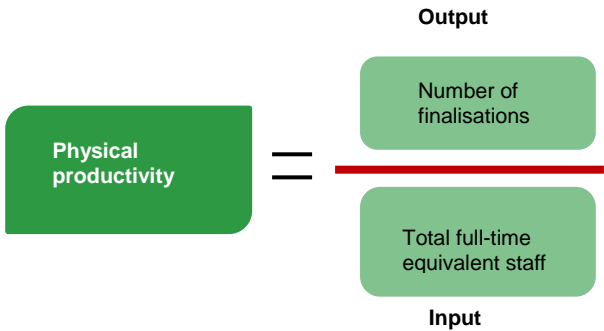 Output
Number of
finalisations
Physical
productivity
=
Total full-time
equivalent staff
Input